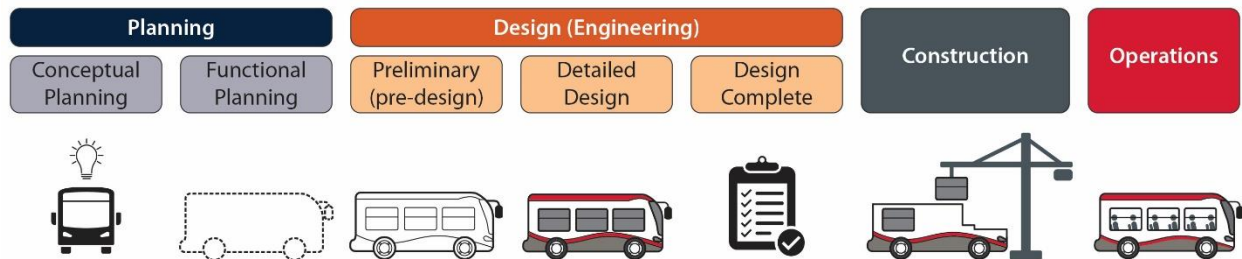 Planning
Design (Engineering)
Construction
Operations
Conceptual
Planning
Functional
Planning
Preliminary
(pre-design)
Detailed
Design
Design
Complete